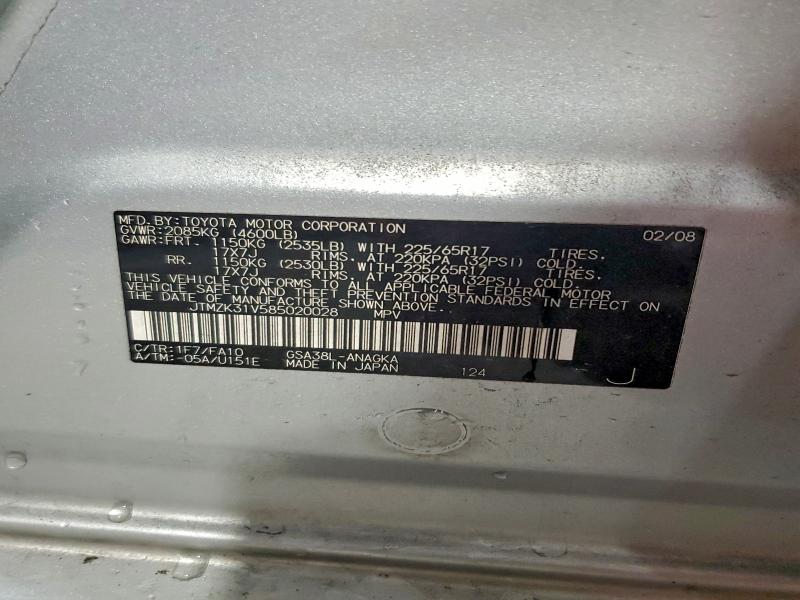 MFD. BY: TOYOTA MOTOR CORPORATION 02/08
GVWR: 2085KG (4600LB)
GAWR: FRT. 1150KG (2535LB) WITH 225/65R17 TIRES.
17X7J RIMS. AT 220KPA (32PSI) COLD.
RR. 1150KG (2530LB) WITH 225/65R17 TIRES.
17X7J RIMS. AT 220KPA (32PSI) COLD.
THIS VEHICLE CONFORMS TO ALL APPLICABLE FEDERAL MOTOR
VEHICLE SAFETY AND THEFT PREVENTION STANDARDS IN EFFECT ON
THE DATE OF MANUFACTURE SHOWN ABOVE.
JTMZK31V585020028 MPV
C/TR: 1F7/FA10 GSA38L-ANAGKA
A/TM: -05A/U151E MADE IN JAPAN 124 J